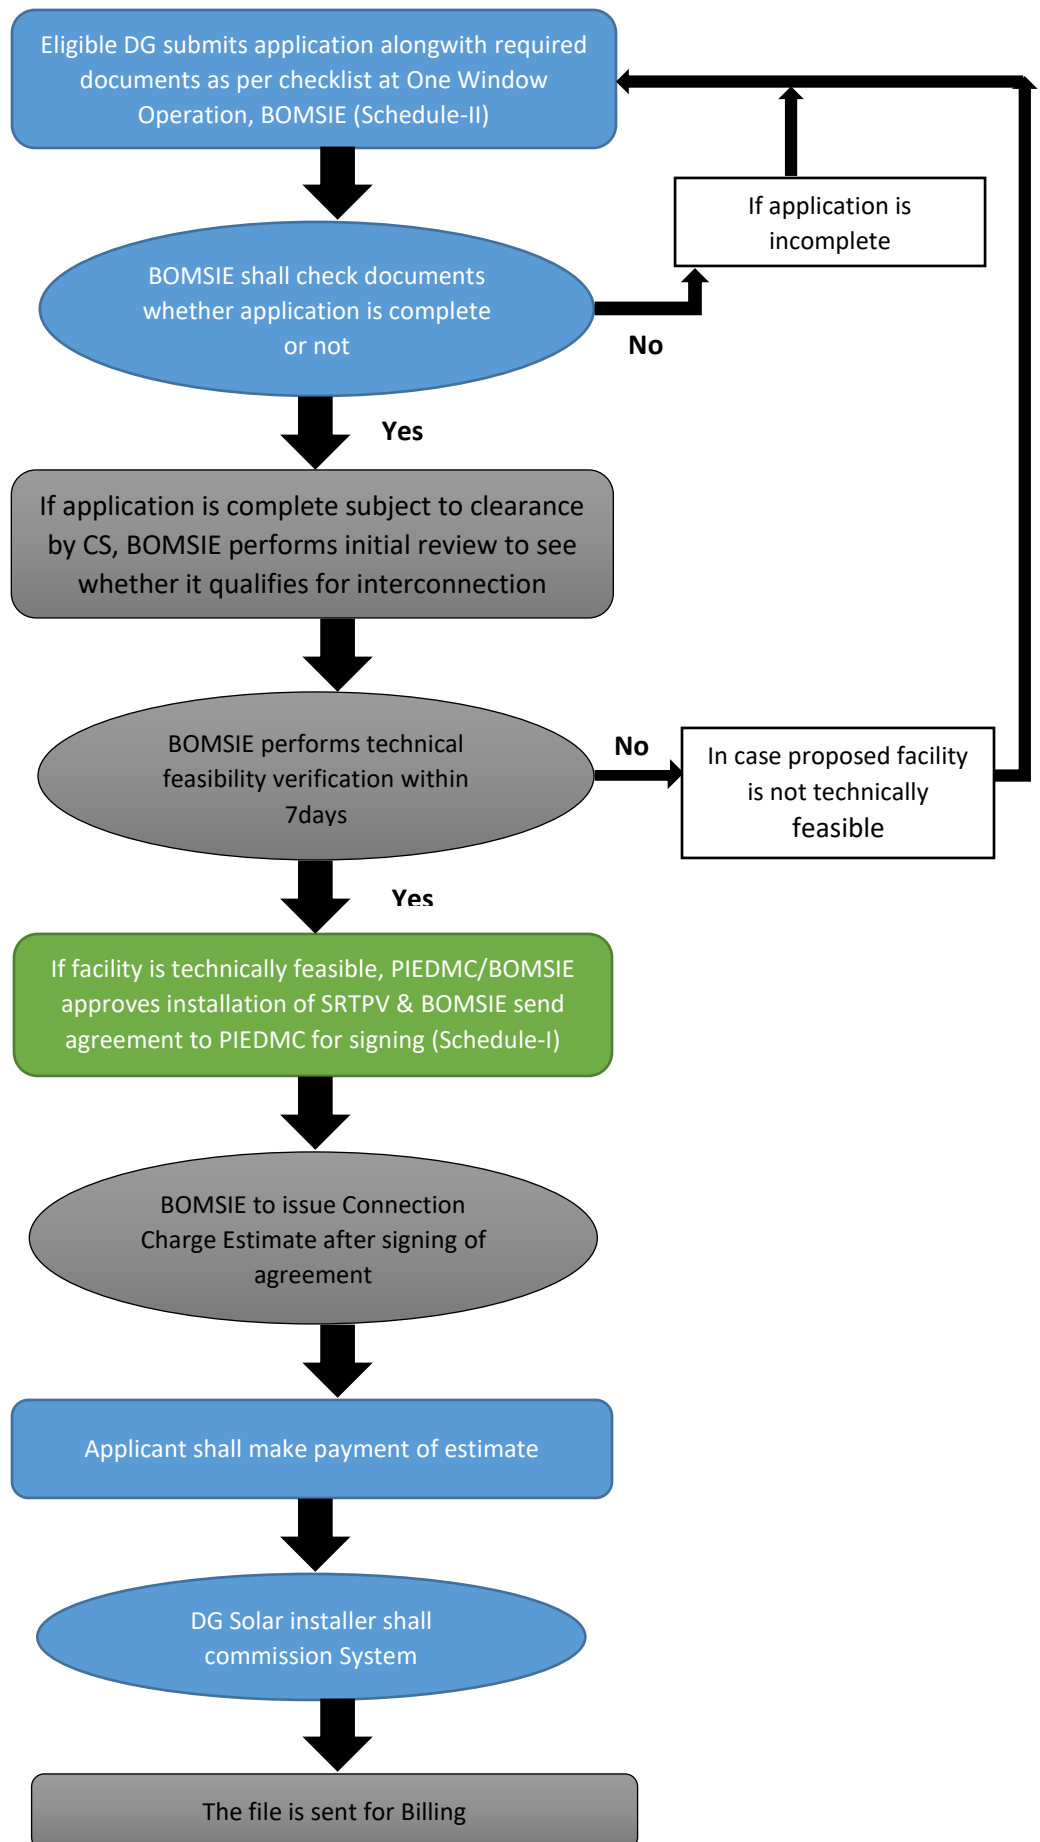 Eligible DG submits application alongwith required
documents as per checklist at One Window
Operation, BOMSIE (Schedule-II)
If application is
incomplete
BOMSIE shall check documents
whether application is complete
or not
No
Yes
If application is complete subject to clearance
by CS, BOMSIE performs initial review to see
whether it qualifies for interconnection
BOMSIE performs technical
feasibility verification within
7days
No
In case proposed facility
is not technically
feasible
Yes
If facility is technically feasible, PIEDMC/BOMSIE
approves installation of SRTPV & BOMSIE send
agreement to PIEDMC for signing (Schedule-I)
BOMSIE to issue Connection
Charge Estimate after signing of
agreement
Applicant shall make payment of estimate
DG Solar installer shall
commission System
The file is sent for Billing